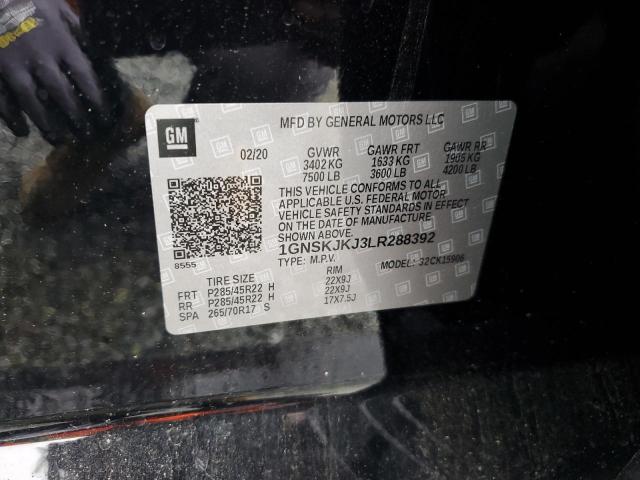 GM
MFD BY GENERAL MOTORS LLC
02/20 GVWR GAWR FRT GAWR RR
3402 KG 1633 KG 1905 KG
7500 LB 3600 LB 4200 LB
THIS VEHICLE CONFORMS TO ALL
APPLICABLE U.S. FEDERAL MOTOR
VEHICLE SAFETY STANDARDS IN EFFECT
ON THE DATE OF MANUFACTURE.
1GNSKJKJ3LR288392
8555 TYPE: M.P.V. MODEL: 32CK15906
TIRE SIZE RIM
FRT P285/45R22 H 22X9J
RR P285/45R22 H 22X9J
SPA 265/70R17 S 17X7.5J